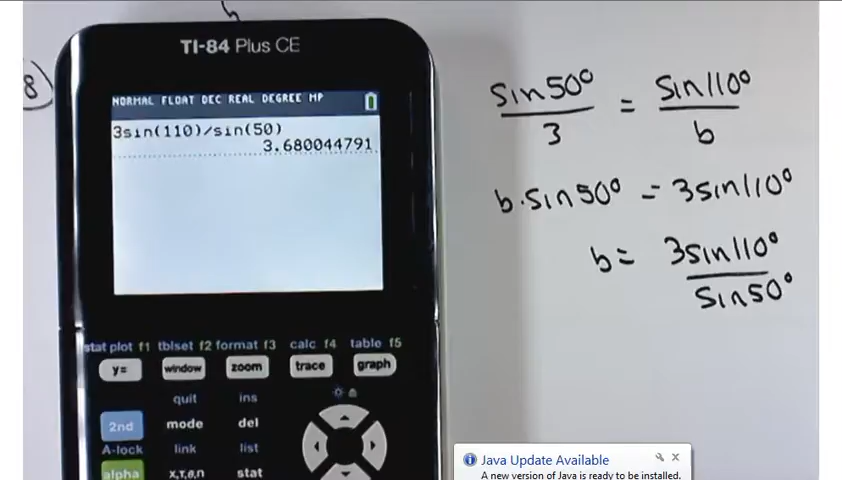 8
TI-84 Plus CE
NORMAL FLOAT DEC REAL DEGREE MP
3sin(110)/sin(50)
3.680044791
sin50° / 3 = sin110° / b
b·sin50° = 3sin110°
b = 3sin110° / sin50°
stat plot f1 tblset f2 format f3 calc f4 table f5
y= window zoom trace graph
quit ins
2nd mode del
A-lock link list
alpha X,T,θ,n stat
Java Update Available
A new version of Java is ready to be installed.